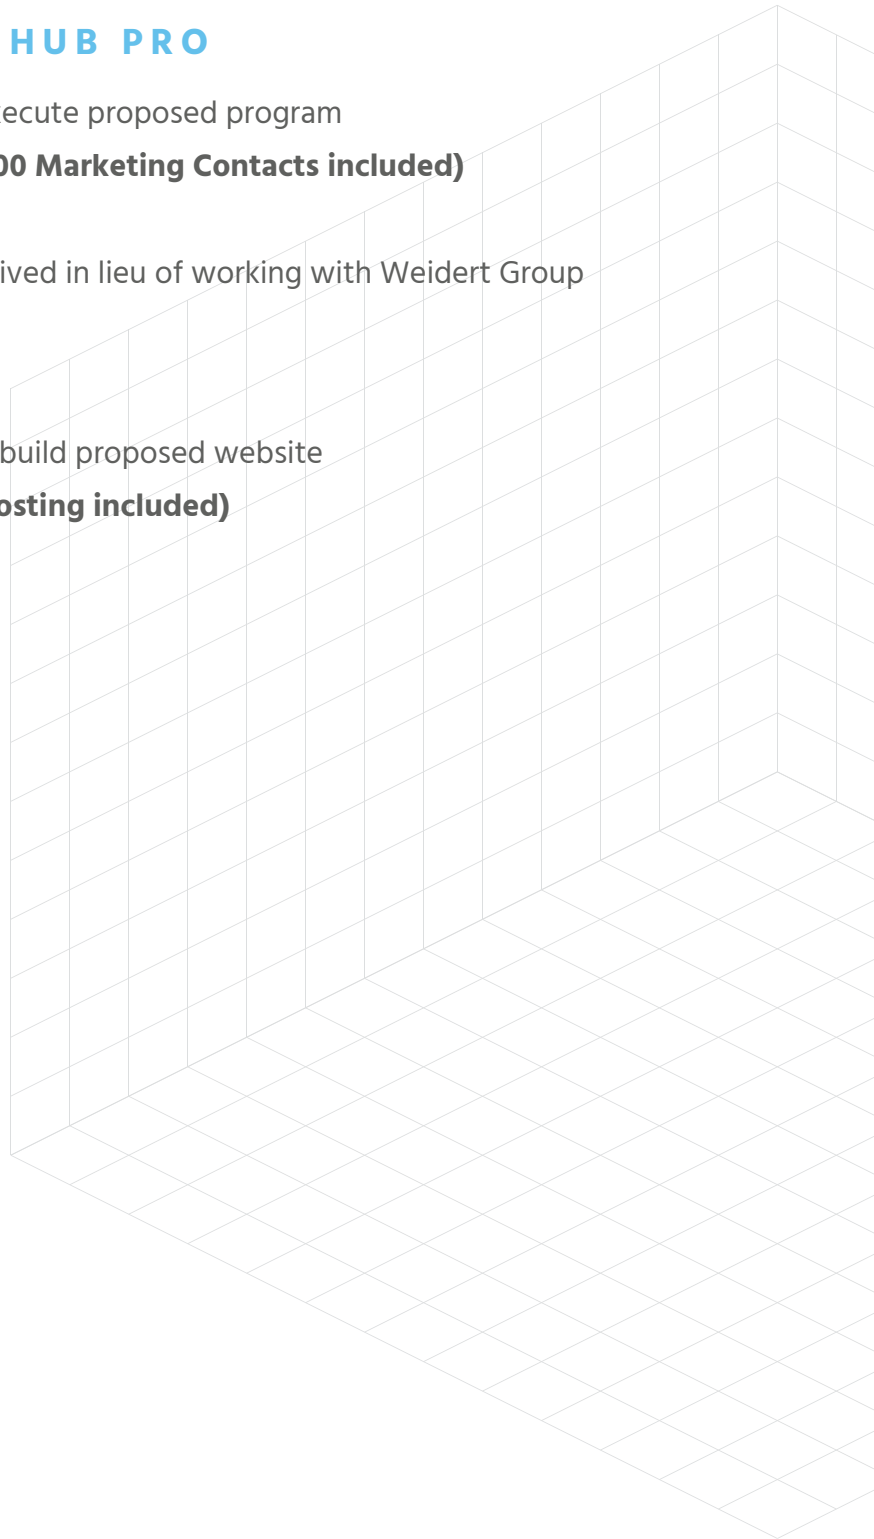 HUB PRO
ecute proposed program
00 Marketing Contacts included)
ived in lieu of working with Weidert Group
build proposed website
osting included)